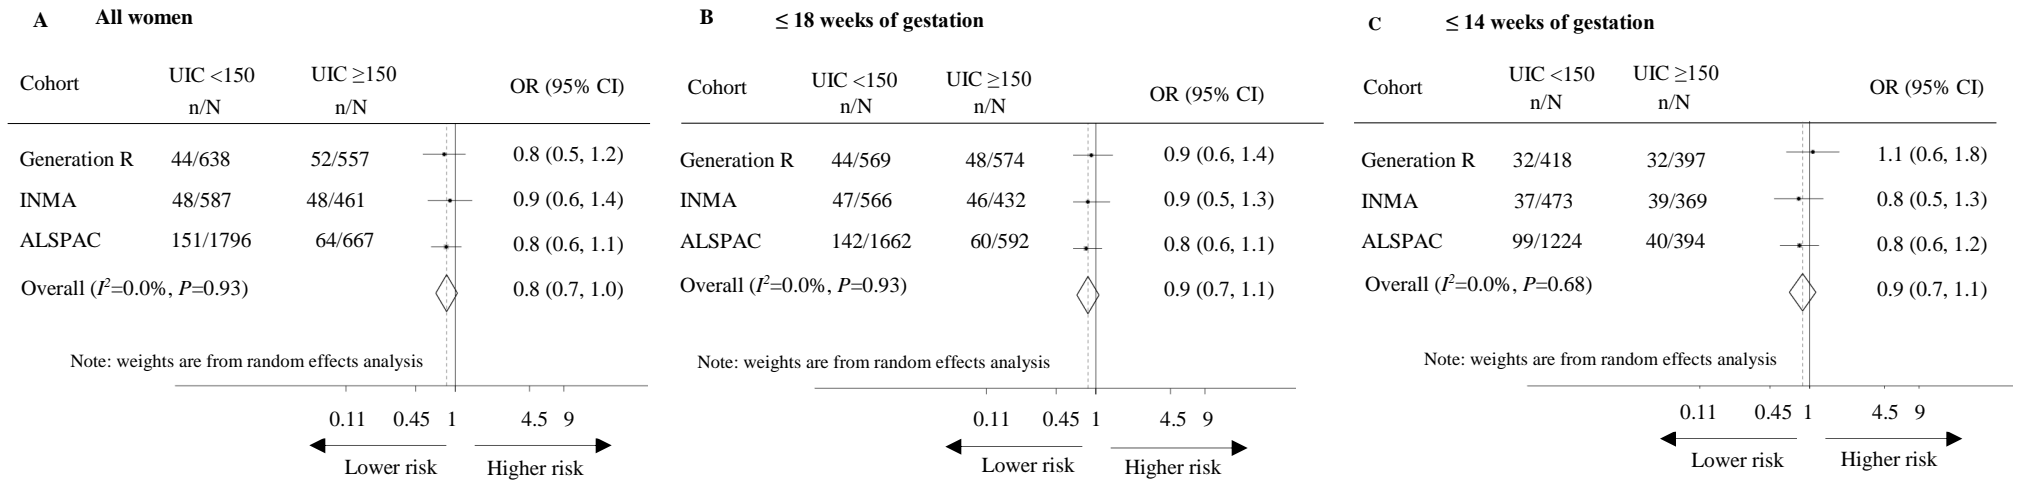 A All women
Cohort UIC <150 n/N UIC ≥150 n/N OR (95% CI)
Generation R 44/638 52/557 0.8 (0.5, 1.2)
INMA 48/587 48/461 0.9 (0.6, 1.4)
ALSPAC 151/1796 64/667 0.8 (0.6, 1.1)
Overall (I²=0.0%, P=0.93) 0.8 (0.7, 1.0)
Note: weights are from random effects analysis
0.11 0.45 1 4.5 9
Lower risk Higher risk
B ≤ 18 weeks of gestation
Cohort UIC <150 n/N UIC ≥150 n/N OR (95% CI)
Generation R 44/569 48/574 0.9 (0.6, 1.4)
INMA 47/566 46/432 0.9 (0.5, 1.3)
ALSPAC 142/1662 60/592 0.8 (0.6, 1.1)
Overall (I²=0.0%, P=0.93) 0.9 (0.7, 1.1)
Note: weights are from random effects analysis
0.11 0.45 1 4.5 9
Lower risk Higher risk
C ≤ 14 weeks of gestation
Cohort UIC <150 n/N UIC ≥150 n/N OR (95% CI)
Generation R 32/418 32/397 1.1 (0.6, 1.8)
INMA 37/473 39/369 0.8 (0.5, 1.3)
ALSPAC 99/1224 40/394 0.8 (0.6, 1.2)
Overall (I²=0.0%, P=0.68) 0.9 (0.7, 1.1)
Note: weights are from random effects analysis
0.11 0.45 1 4.5 9
Lower risk Higher risk